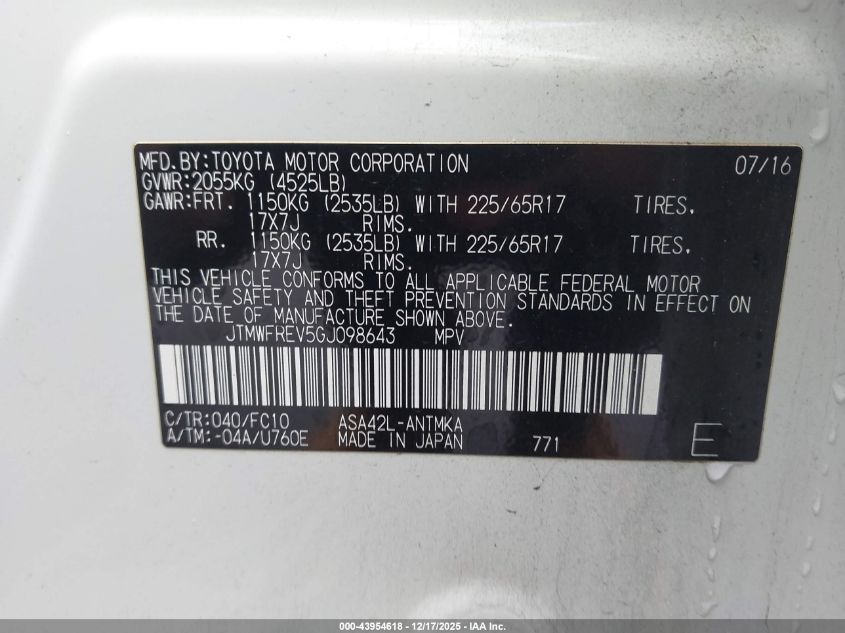 MFD.BY:TOYOTA MOTOR CORPORATION 07/16
GVWR:2055KG (4525LB)
GAWR:FRT. 1150KG (2535LB) WITH 225/65R17 TIRES,
17X7J RIMS.
RR. 1150KG (2535LB) WITH 225/65R17 TIRES,
17X7J RIMS.
THIS VEHICLE CONFORMS TO ALL APPLICABLE FEDERAL MOTOR
VEHICLE SAFETY AND THEFT PREVENTION STANDARDS IN EFFECT ON
THE DATE OF MANUFACTURE SHOWN ABOVE.
JTMWFREV5GJ098643 MPV
C/TR:040/FC10 ASA42L-ANTMKA
A/TM:-04A/U760E MADE IN JAPAN 771 E
000-43954618 - 12/17/2025 - IAA Inc.